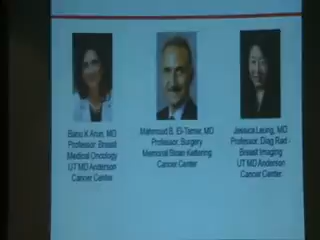 Banu K Arun, MD
Professor, Breast
Medical Oncology
UT MD Anderson
Cancer Center
Mahmoud B. El-Tamer, MD
Professor, Surgery
Memorial Sloan Kettering
Cancer Center
Jessica Leung, MD
Professor, Diag Rad -
Breast Imaging
UT MD Anderson
Cancer Center